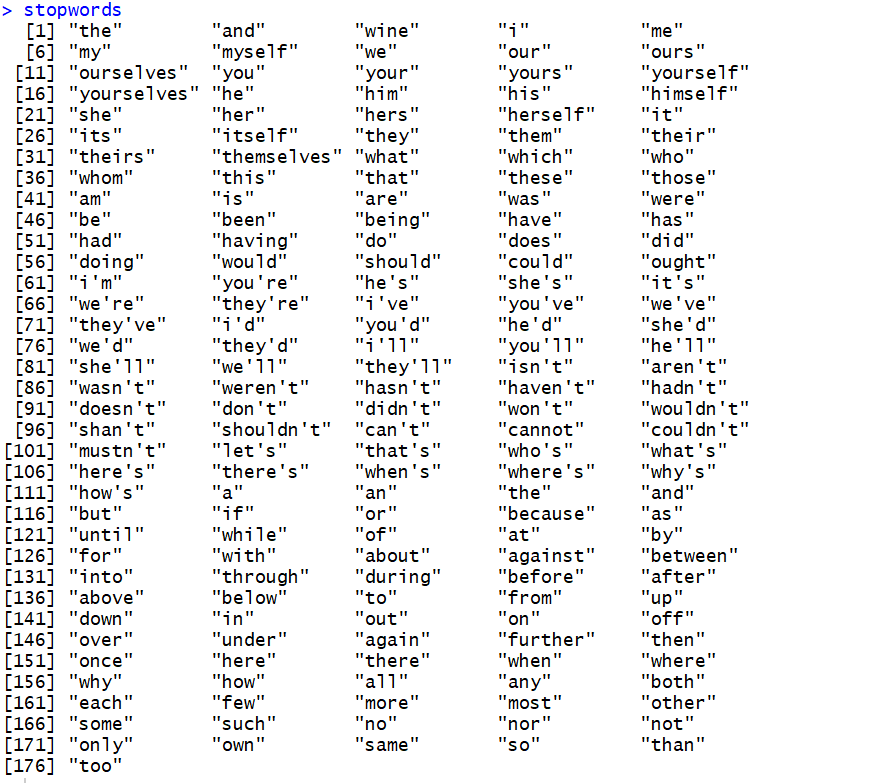 > stopwords
[1] "the" "and" "wine" "i" "me"
[6] "my" "myself" "we" "our" "ours"
[11] "ourselves" "you" "your" "yours" "yourself"
[16] "yourselves" "he" "him" "his" "himself"
[21] "she" "her" "hers" "herself" "it"
[26] "its" "itself" "they" "them" "their"
[31] "theirs" "themselves" "what" "which" "who"
[36] "whom" "this" "that" "these" "those"
[41] "am" "is" "are" "was" "were"
[46] "be" "been" "being" "have" "has"
[51] "had" "having" "do" "does" "did"
[56] "doing" "would" "should" "could" "ought"
[61] "i'm" "you're" "he's" "she's" "it's"
[66] "we're" "they're" "i've" "you've" "we've"
[71] "they've" "i'd" "you'd" "he'd" "she'd"
[76] "we'd" "they'd" "i'll" "you'll" "he'll"
[81] "she'll" "we'll" "they'll" "isn't" "aren't"
[86] "wasn't" "weren't" "hasn't" "haven't" "hadn't"
[91] "doesn't" "don't" "didn't" "won't" "wouldn't"
[96] "shan't" "shouldn't" "can't" "cannot" "couldn't"
[101] "mustn't" "let's" "that's" "who's" "what's"
[106] "here's" "there's" "when's" "where's" "why's"
[111] "how's" "a" "an" "the" "and"
[116] "but" "if" "or" "because" "as"
[121] "until" "while" "of" "at" "by"
[126] "for" "with" "about" "against" "between"
[131] "into" "through" "during" "before" "after"
[136] "above" "below" "to" "from" "up"
[141] "down" "in" "out" "on" "off"
[146] "over" "under" "again" "further" "then"
[151] "once" "here" "there" "when" "where"
[156] "why" "how" "all" "any" "both"
[161] "each" "few" "more" "most" "other"
[166] "some" "such" "no" "nor" "not"
[171] "only" "own" "same" "so" "than"
[176] "too"